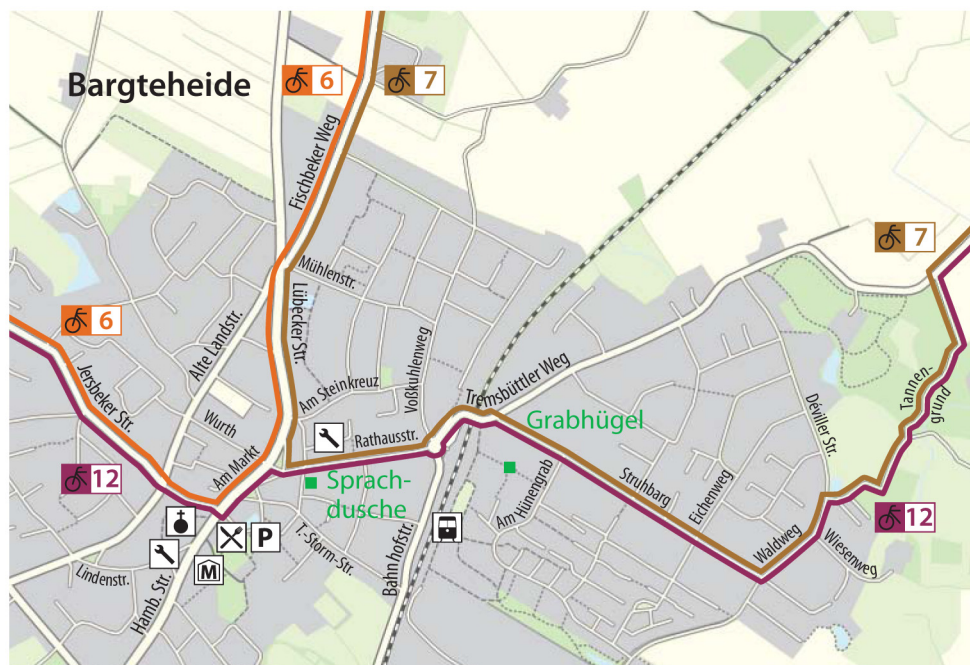 Bargteheide
6
7
Fischbeker Weg
7
Mühlenstr.
6
Lübecker Str.
Alte Landstr.
Jersbeker Str.
Voßkuhlenweg
Am Steinkreuz
Tremsbüttler Weg
Tannen-
grund
Déviller Str.
Wurth
Grabhügel
Rathausstr.
Am Markt
12
Sprach-
dusche
Struhbarg
Eichenweg
Am Hünengrab
12
P
T.-Storm-Str.
Bahnhofstr.
Waldweg
Wiesenweg
Lindenstr.
M
Hamb. Str.